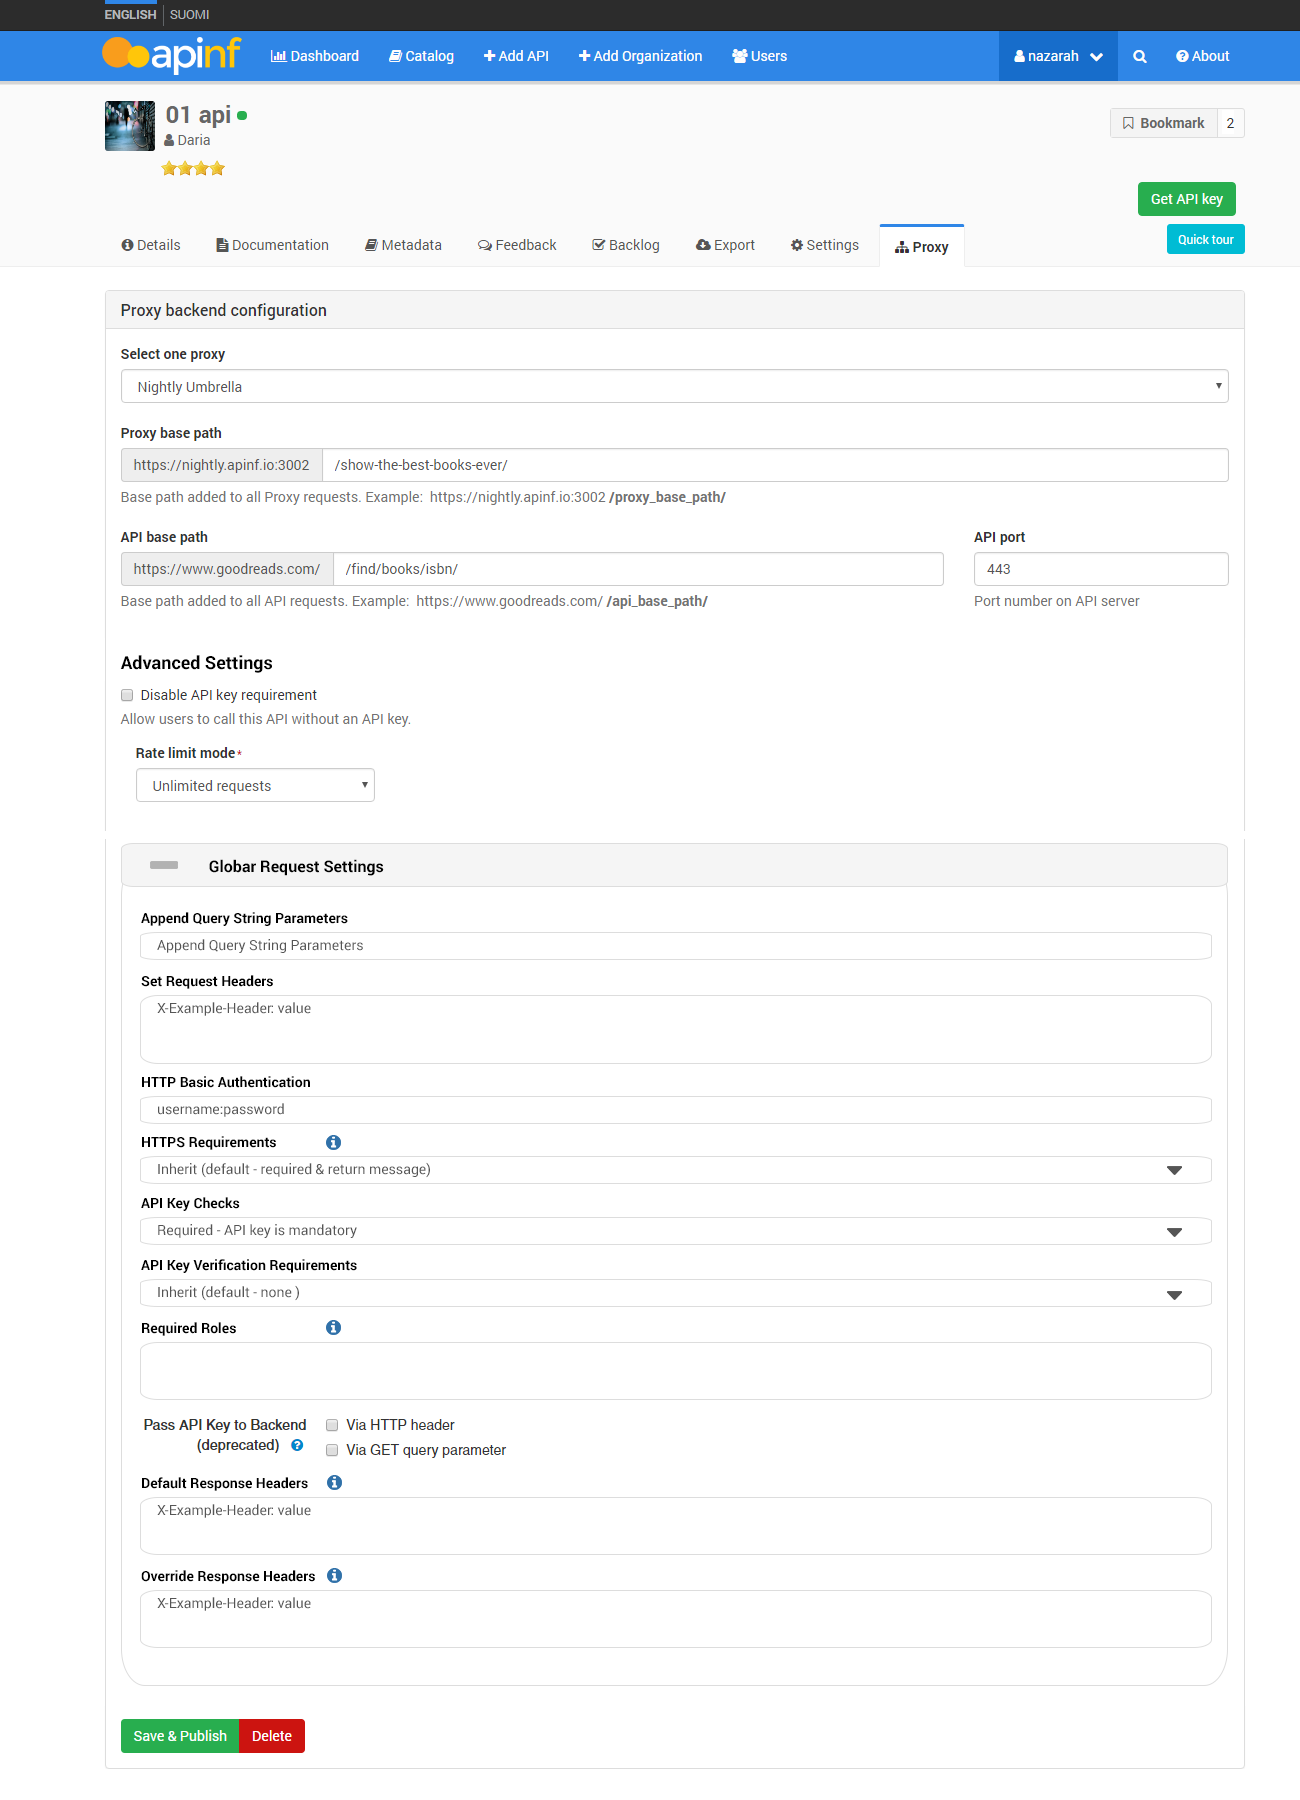 ENGLISH SUOMI
apinf Dashboard Catalog Add API Add Organization Users nazarah About
01 api
Daria
Bookmark 2
Get API key
Details Documentation Metadata Feedback Backlog Export Settings Proxy Quick tour
Proxy backend configuration
Select one proxy
Nightly Umbrella
Proxy base path
https://nightly.apinf.io:3002 /show-the-best-books-ever/
Base path added to all Proxy requests. Example: https://nightly.apinf.io:3002 /proxy_base_path/
API base path API port
https://www.goodreads.com/ /find/books/isbn/ 443
Base path added to all API requests. Example: https://www.goodreads.com/ /api_base_path/ Port number on API server
Advanced Settings
Disable API key requirement
Allow users to call this API without an API key.
Rate limit mode*
Unlimited requests
Globar Request Settings
Append Query String Parameters
Append Query String Parameters
Set Request Headers
X-Example-Header: value
HTTP Basic Authentication
username:password
HTTPS Requirements
Inherit (default - required & return message)
API Key Checks
Required - API key is mandatory
API Key Verification Requirements
Inherit (default - none )
Required Roles
Pass API Key to Backend Via HTTP header
(deprecated) Via GET query parameter
Default Response Headers
X-Example-Header: value
Override Response Headers
X-Example-Header: value
Save & Publish Delete